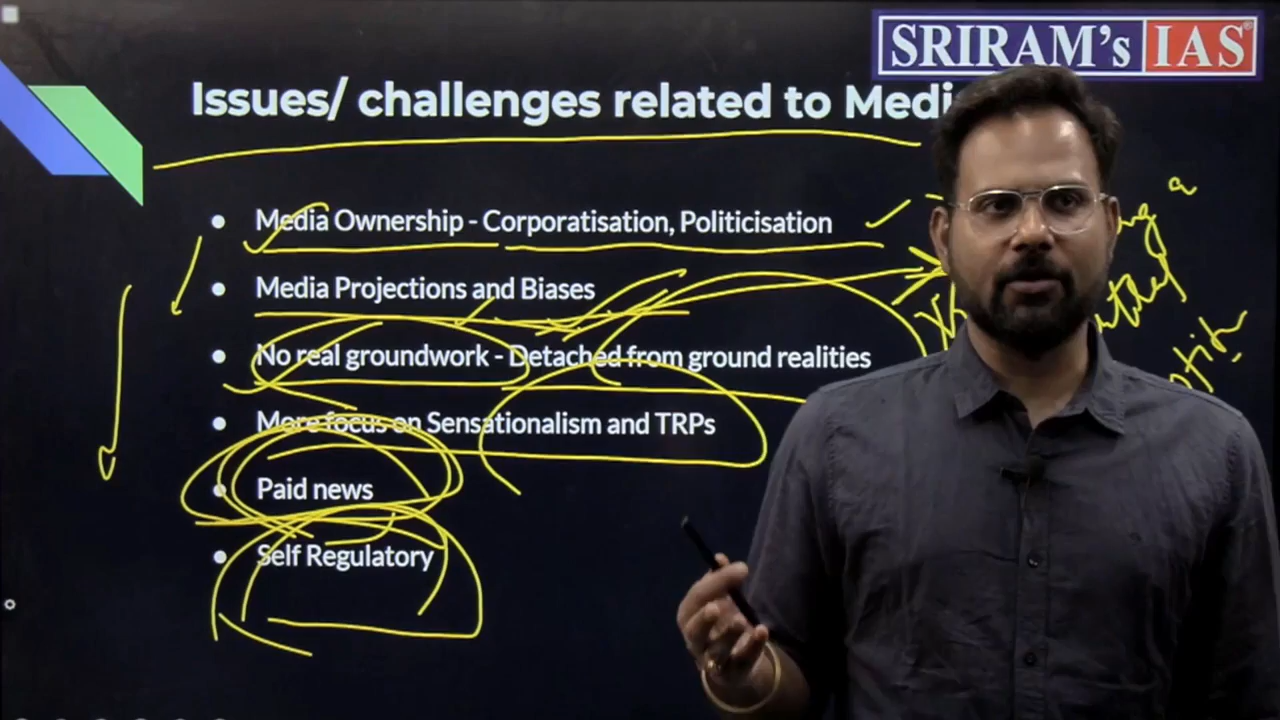 SRIRAM's IAS
Issues/ challenges related to Medi
Media Ownership - Corporatisation, Politicisation
Media Projections and Biases
No real groundwork - Detached from ground realities
More focus on Sensationalism and TRPs
Paid news
Self Regulatory